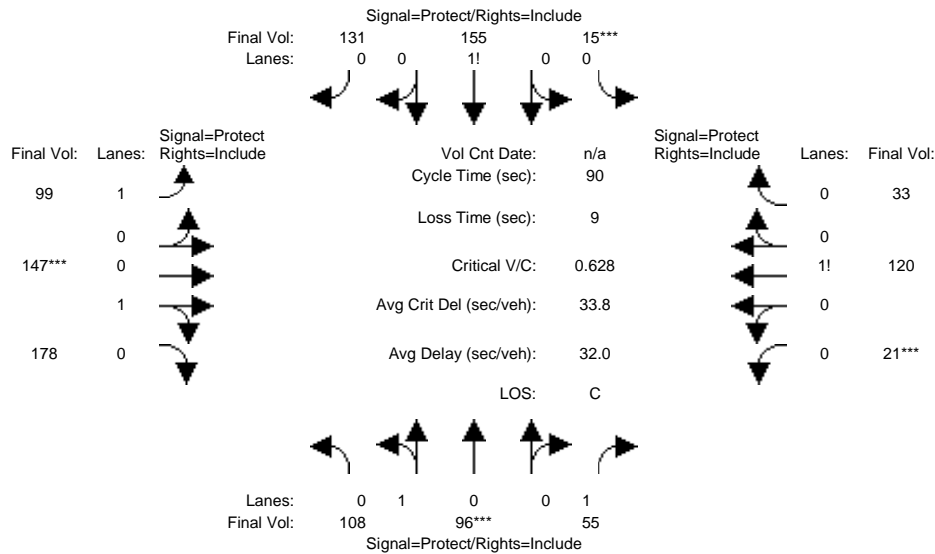 Signal=Protect/Rights=Include
Final Vol: 131 155 15***
Lanes: 0 0 1! 0 0
Signal=Protect
Final Vol: Lanes: Rights=Include
Vol Cnt Date: n/a
Signal=Protect
Rights=Include Lanes: Final Vol:
Cycle Time (sec): 90
99 1
0 33
Loss Time (sec): 9
0
0
147*** 0
Critical V/C: 0.628
1! 120
1
Avg Crit Del (sec/veh): 33.8
0
178 0
Avg Delay (sec/veh): 32.0
0 21***
LOS: C
Lanes: 0 1 0 0 1
Final Vol: 108 96*** 55
Signal=Protect/Rights=Include